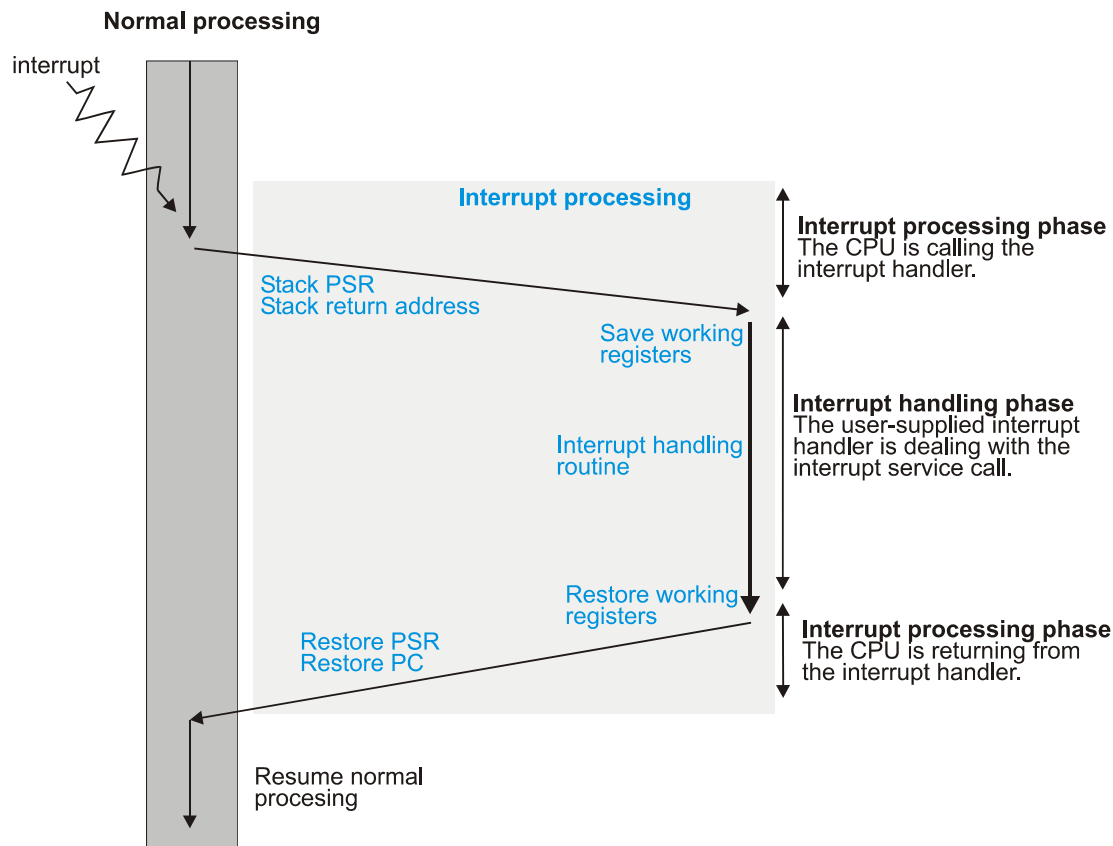 Normal processing
interrupt
Interrupt processing
Interrupt processing phase
The CPU is calling the
interrupt handler.
Stack PSR
Stack return address
Save working
registers
Interrupt handling phase
The user-supplied interrupt
handler is dealing with the
interrupt service call.
Interrupt handling
routine
Restore working
registers
Interrupt processing phase
The CPU is returning from
the interrupt handler.
Restore PSR
Restore PC
Resume normal
procesing